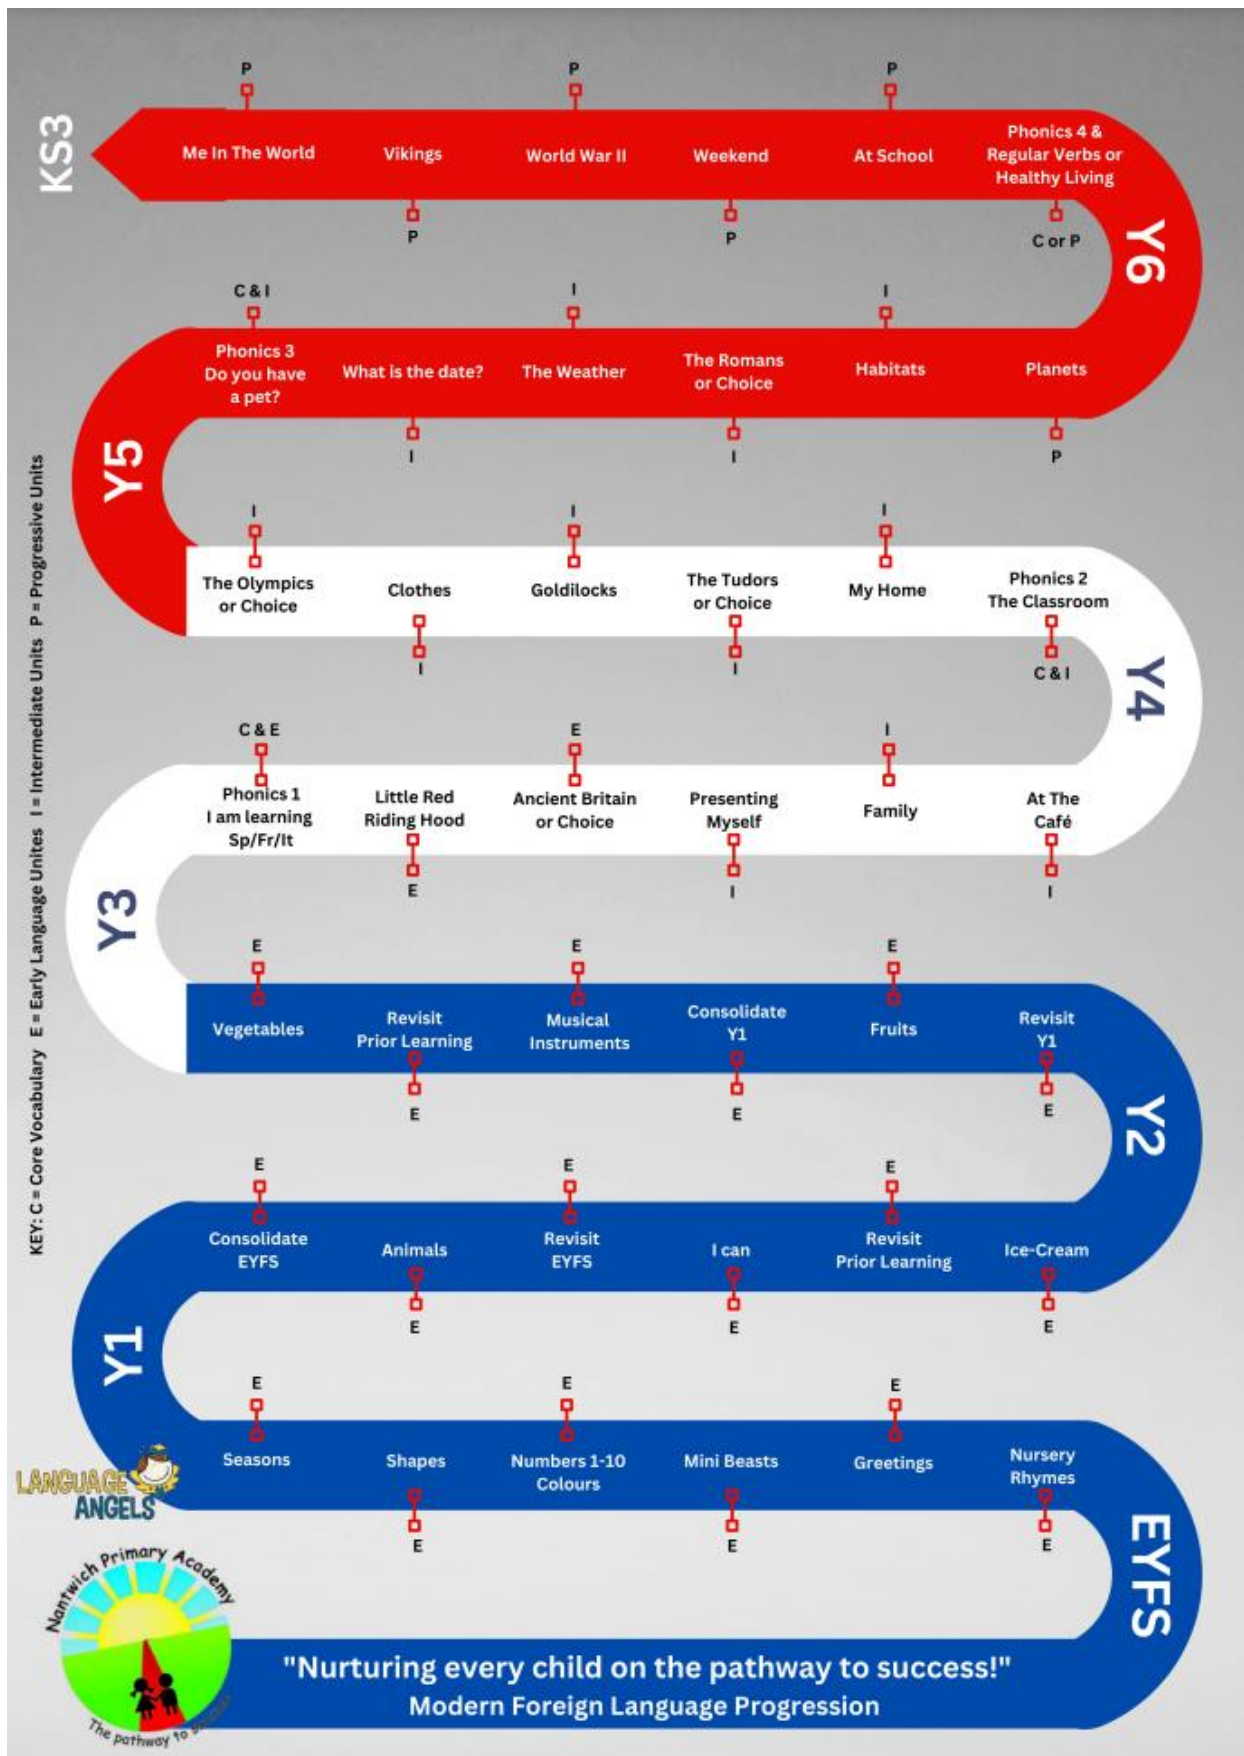 P
P
P
KS3
Me In The World
Vikings
World War II
Weekend
At School
Phonics 4 &
Regular Verbs or
Healthy Living
P
P
C or P
Y6
C & I
I
I
Phonics 3
Do you have
a pet?
What is the date?
The Weather
The Romans
or Choice
Habitats
Planets
I
I
P
Y5
I
I
I
The Olympics
or Choice
Clothes
Goldilocks
The Tudors
or Choice
My Home
Phonics 2
The Classroom
I
I
C & I
Y4
C & E
E
I
Phonics 1
I am learning
Sp/Fr/It
Little Red
Riding Hood
Ancient Britain
or Choice
Presenting
Myself
Family
At The
Café
E
I
I
Y3
E
E
E
Vegetables
Revisit
Prior Learning
Musical
Instruments
Consolidate
Y1
Fruits
Revisit
Y1
E
E
E
Y2
E
E
E
Consolidate
EYFS
Animals
Revisit
EYFS
I can
Revisit
Prior Learning
Ice-Cream
E
E
E
Y1
E
E
E
Seasons
Shapes
Numbers 1-10
Colours
Mini Beasts
Greetings
Nursery
Rhymes
E
E
E
EYFS
KEY: C = Core Vocabulary E = Early Language Unites I = Intermediate Units P = Progressive Units
LANGUAGE
ANGELS
Nantwich Primary Academy
The pathway to
"Nurturing every child on the pathway to success!"
Modern Foreign Language Progression